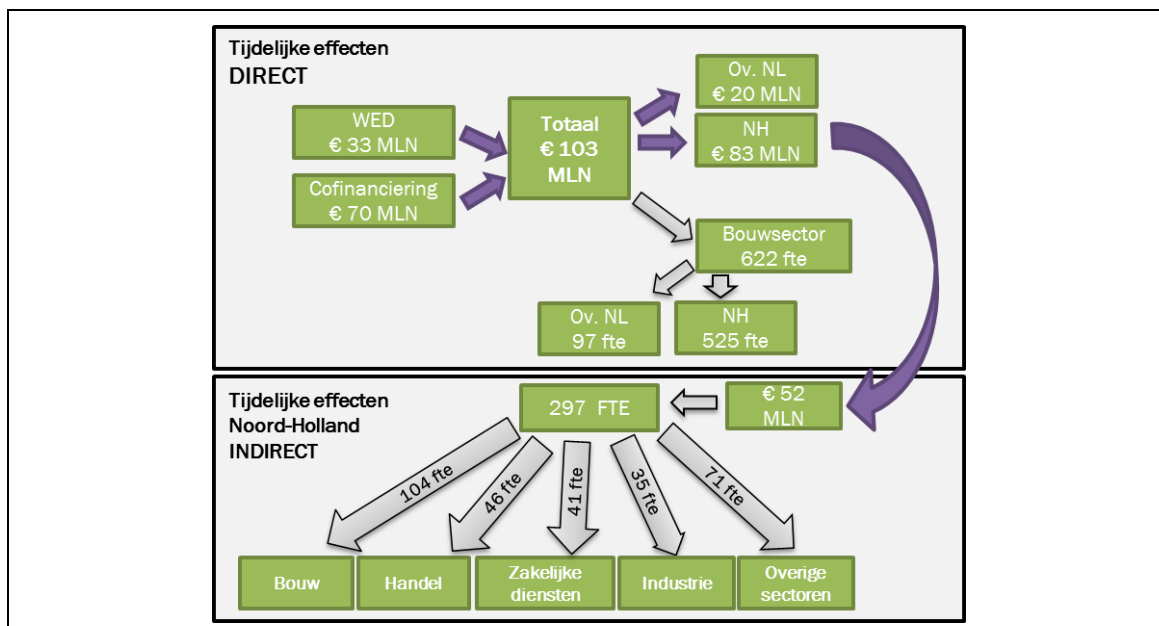 Tijdelijke effecten
DIRECT
WED
€ 33 MLN
Cofinanciering
€ 70 MLN
Totaal
€ 103
MLN
Ov. NL
€ 20 MLN
NH
€ 83 MLN
Bouwsector
622 fte
Ov. NL
97 fte
NH
525 fte
Tijdelijke effecten
Noord-Holland
INDIRECT
297 FTE
€ 52
MLN
104 fte
46 fte
41 fte
35 fte
71 fte
Bouw
Handel
Zakelijke
diensten
Industrie
Overige
sectoren